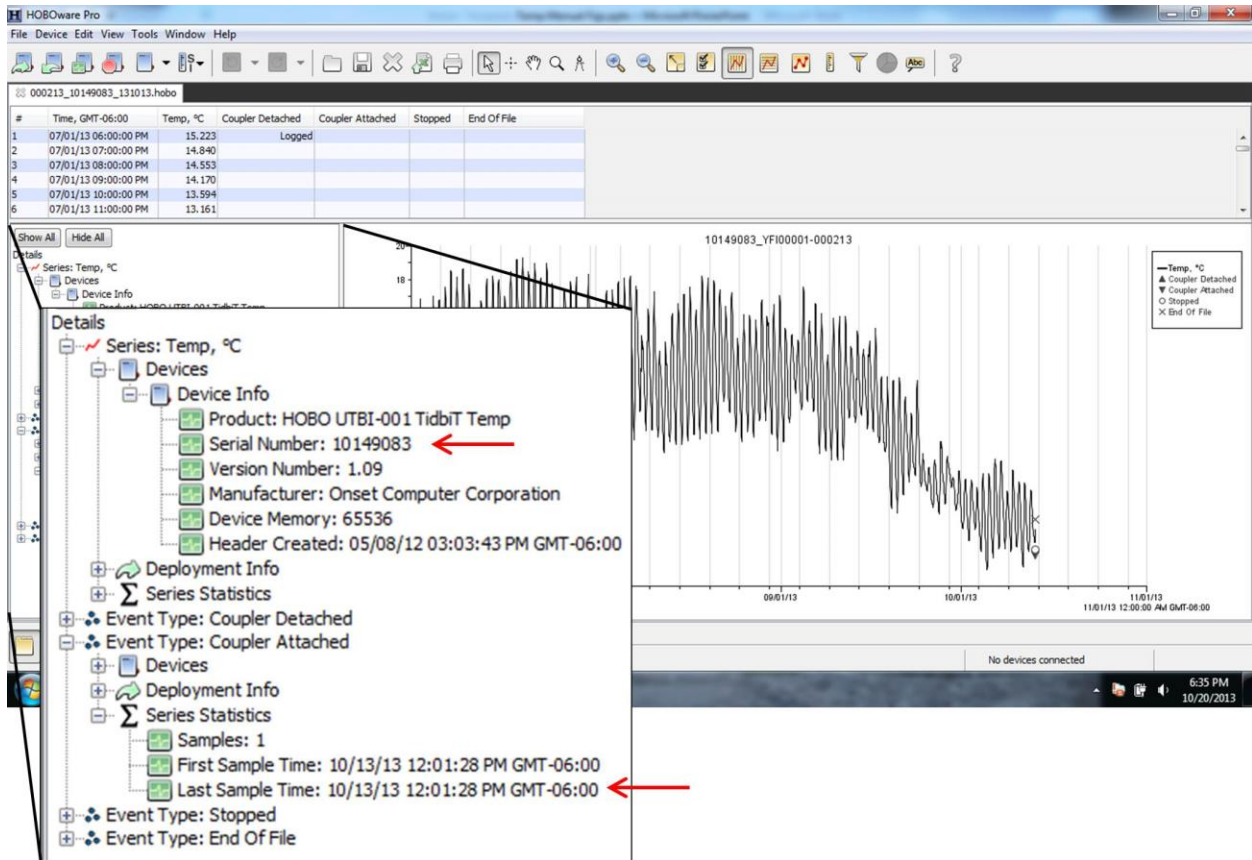 HOBOware Pro
File Device Edit View Tools Window Help
Abc
000213_10149083_131013.hobo
# Time, GMT-06:00 Temp, °C Coupler Detached Coupler Attached Stopped End Of File
1 07/01/13 06:00:00 PM 15.223 Logged
2 07/01/13 07:00:00 PM 14.840
3 07/01/13 08:00:00 PM 14.553
4 07/01/13 09:00:00 PM 14.170
5 07/01/13 10:00:00 PM 13.594
6 07/01/13 11:00:00 PM 13.161
Show All Hide All
Details
Series: Temp, °C
Devices
Device Info
10149083_YFI00001-000213
20
18
Temp, °C
Coupler Detached
Coupler Attached
Stopped
End Of File
09/01/13 10/01/13 11/01/13
11/01/13 12:00:00 AM GMT-06:00
Details
Series: Temp, °C
Devices
Device Info
Product: HOBO UTBI-001 TidbiT Temp
Serial Number: 10149083
Version Number: 1.09
Manufacturer: Onset Computer Corporation
Device Memory: 65536
Header Created: 05/08/12 03:03:43 PM GMT-06:00
Deployment Info
Series Statistics
Event Type: Coupler Detached
Event Type: Coupler Attached
Devices
Deployment Info
Series Statistics
Samples: 1
First Sample Time: 10/13/13 12:01:28 PM GMT-06:00
Last Sample Time: 10/13/13 12:01:28 PM GMT-06:00
Event Type: Stopped
Event Type: End Of File
No devices connected
6:35 PM
10/20/2013